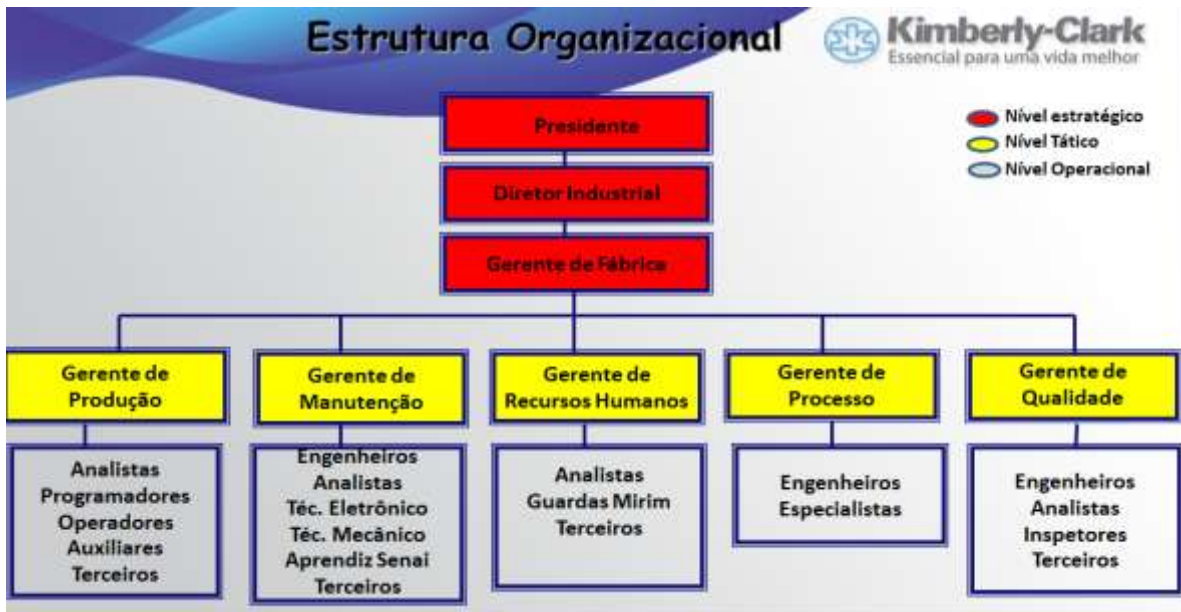 Estrutura Organizacional
Kimberly-Clark
Essencial para uma vida melhor
Nível estratégico
Nível Tático
Nível Operacional
Presidente
Diretor Industrial
Gerente de Fábrica
Gerente de
Produção
Gerente de
Manutenção
Gerente de
Recursos Humanos
Gerente de
Processo
Gerente de
Qualidade
Analistas
Programadores
Operadores
Auxiliares
Terceiros
Engenheiros
Analistas
Téc. Eletrônico
Téc. Mecânico
Aprendiz Senai
Terceiros
Analistas
Guardas Mirim
Terceiros
Engenheiros
Especialistas
Engenheiros
Analistas
Inspetores
Terceiros